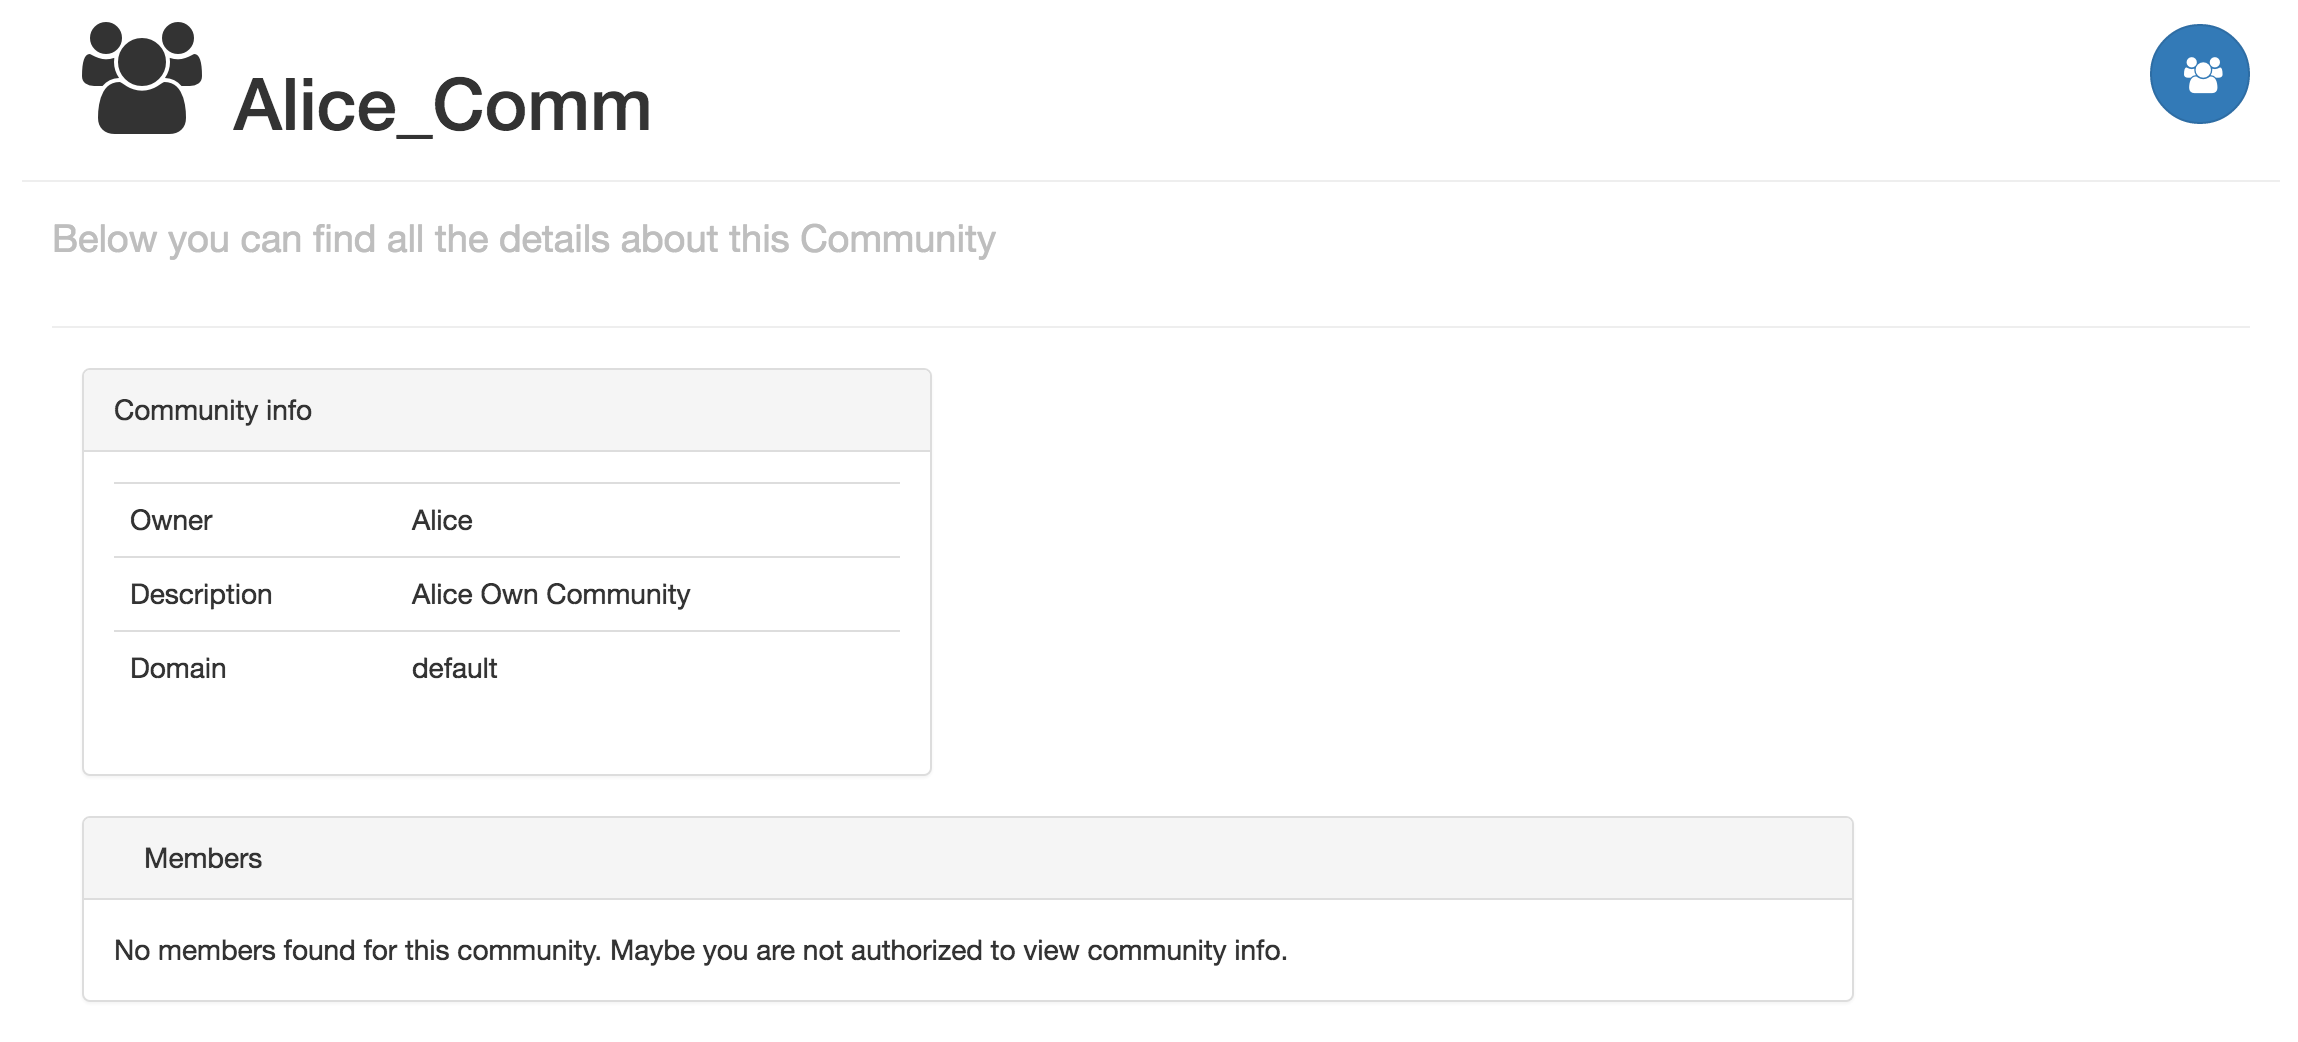 Alice_Comm
Below you can find all the details about this Community
Community info
Owner Alice
Description Alice Own Community
Domain default
Members
No members found for this community. Maybe you are not authorized to view community info.